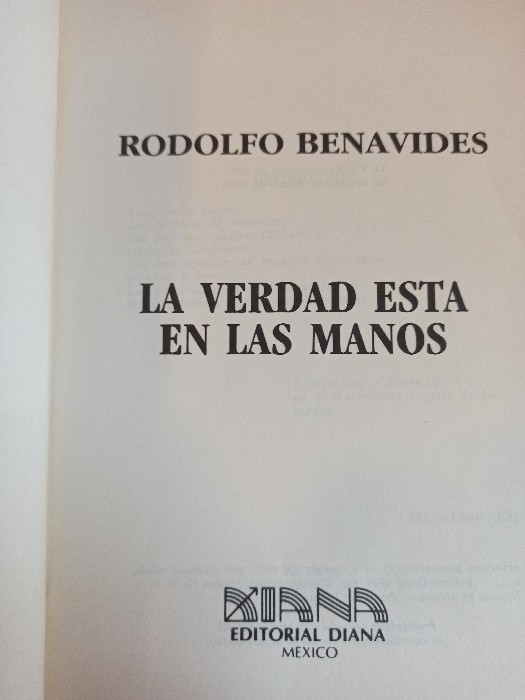 RODOLFO BENAVIDES
LA VERDAD ESTA
EN LAS MANOS
DIANA
EDITORIAL DIANA
MEXICO